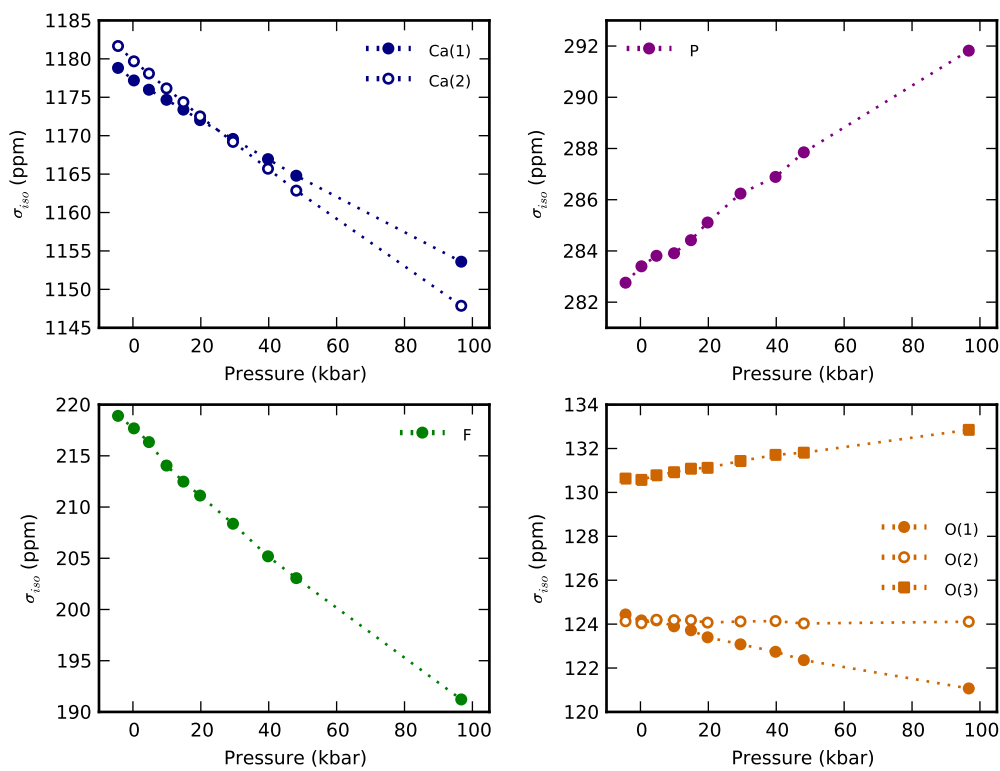 1185
1180
1175
1170
1165
1160
1155
1150
1145
σiso (ppm)
Ca(1)
Ca(2)
0 20 40 60 80 100
Pressure (kbar)
292
290
288
286
284
282
σiso (ppm)
P
0 20 40 60 80 100
Pressure (kbar)
220
215
210
205
200
195
190
σiso (ppm)
F
0 20 40 60 80 100
Pressure (kbar)
134
132
130
128
126
124
122
120
σiso (ppm)
O(1)
O(2)
O(3)
0 20 40 60 80 100
Pressure (kbar)